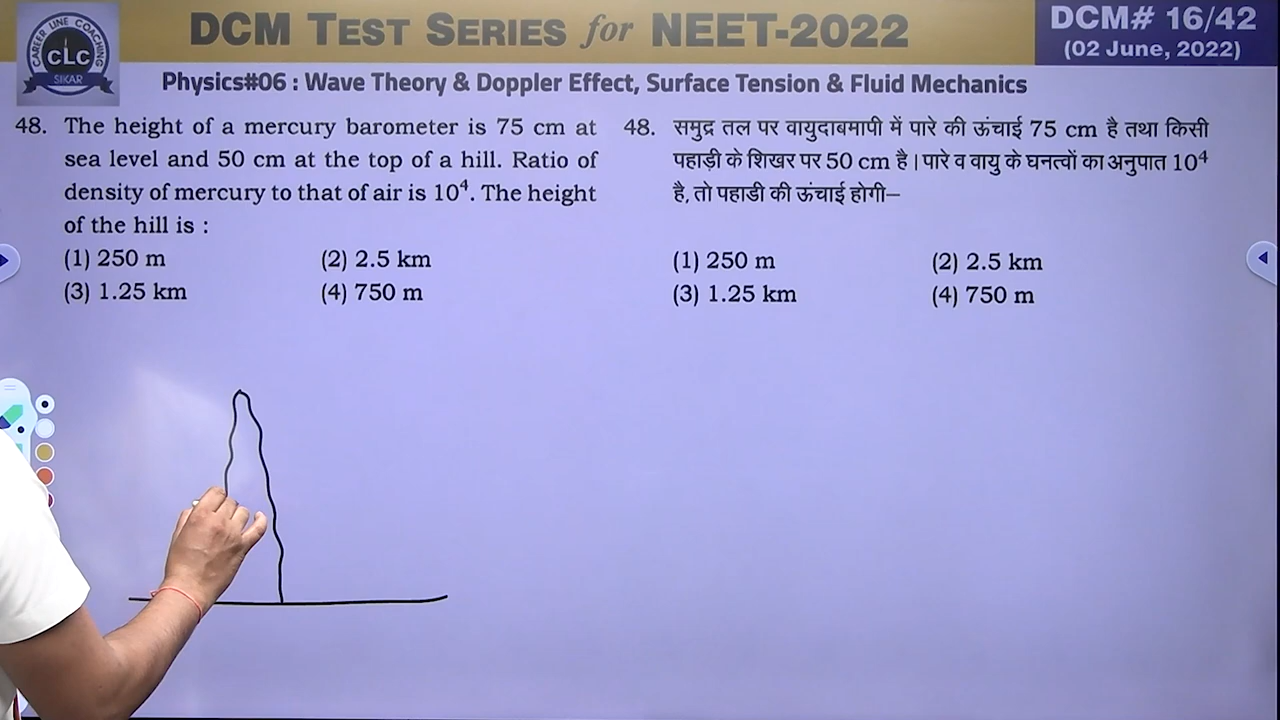 DCM TEST SERIES for NEET-2022
DCM# 16/42
(02 June, 2022)
CAREER LINE COACHING
CLC
SIKAR
Physics#06 : Wave Theory & Doppler Effect, Surface Tension & Fluid Mechanics
48. The height of a mercury barometer is 75 cm at
sea level and 50 cm at the top of a hill. Ratio of
density of mercury to that of air is 10⁴. The height
of the hill is :
(1) 250 m (2) 2.5 km
(3) 1.25 km (4) 750 m
48. समुद्र तल पर वायुदाबमापी में पारे की ऊंचाई 75 cm है तथा किसी
पहाड़ी के शिखर पर 50 cm है। पारे व वायु के घनत्वों का अनुपात 10⁴
है, तो पहाडी की ऊंचाई होगी–
(1) 250 m (2) 2.5 km
(3) 1.25 km (4) 750 m